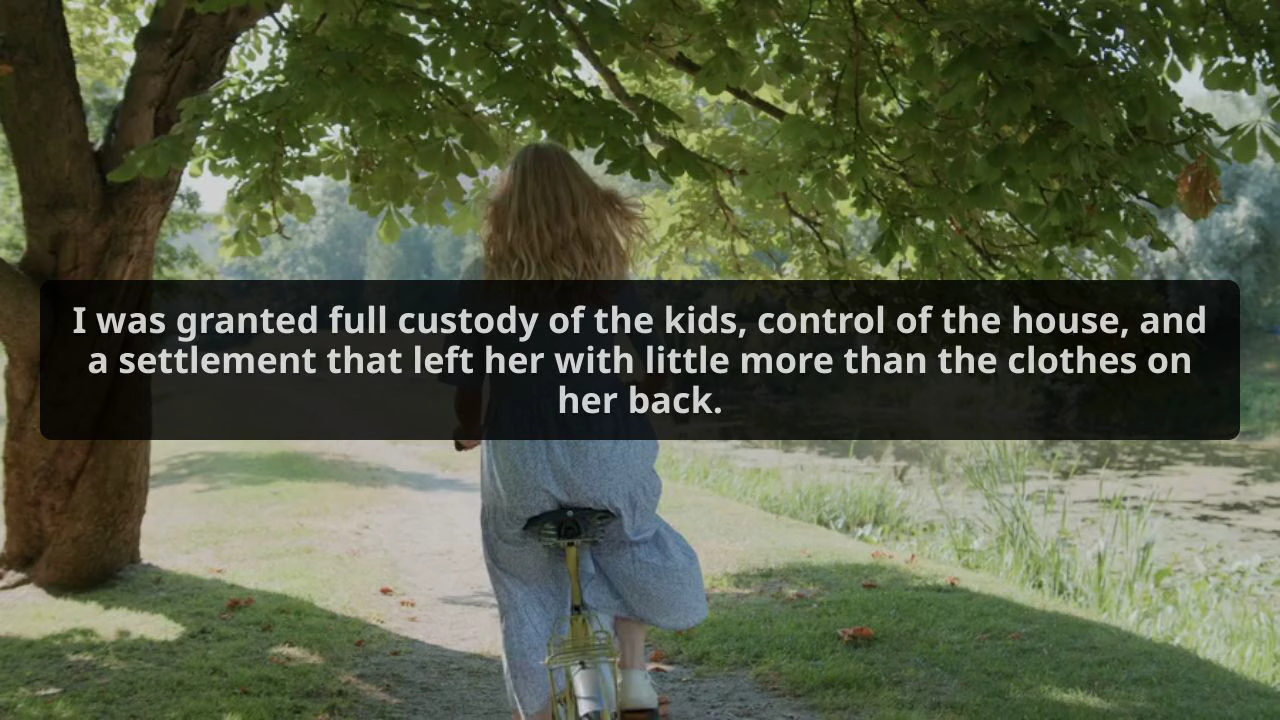 I was granted full custody of the kids, control of the house, and
a settlement that left her with little more than the clothes on
her back.